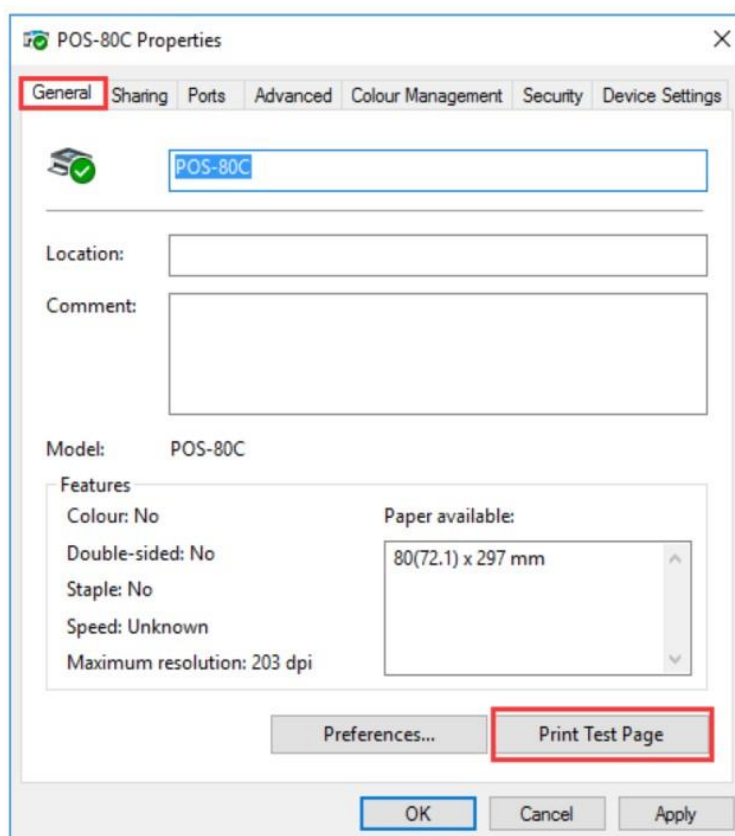 POS-80C Properties
General Sharing Ports Advanced Colour Management Security Device Settings
POS-80C
Location:
Comment:
Model: POS-80C
Features
Colour: No
Double-sided: No
Staple: No
Speed: Unknown
Maximum resolution: 203 dpi
Paper available:
80(72.1) x 297 mm
Preferences... Print Test Page
OK Cancel Apply